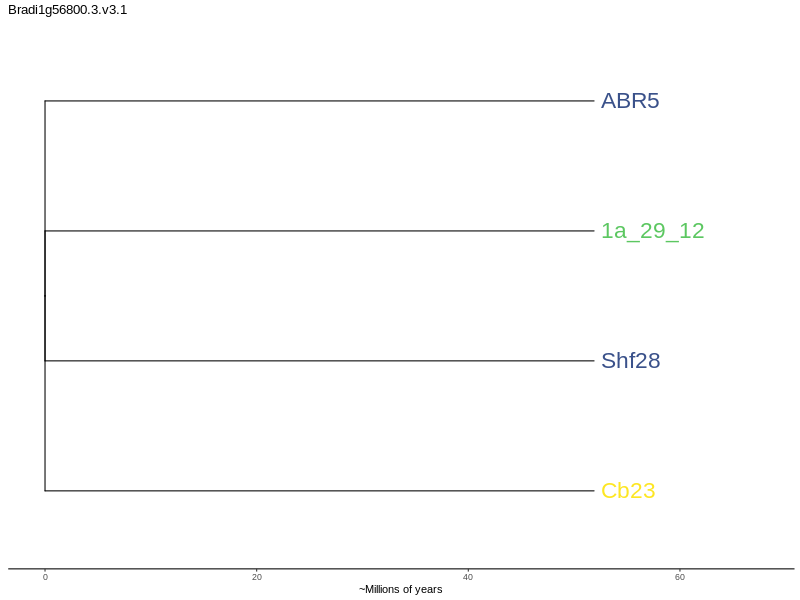 Bradi1g56800.3.v3.1
ABR5
1a_29_12
Shf28
Cb23
0 20 40 60
~Millions of years